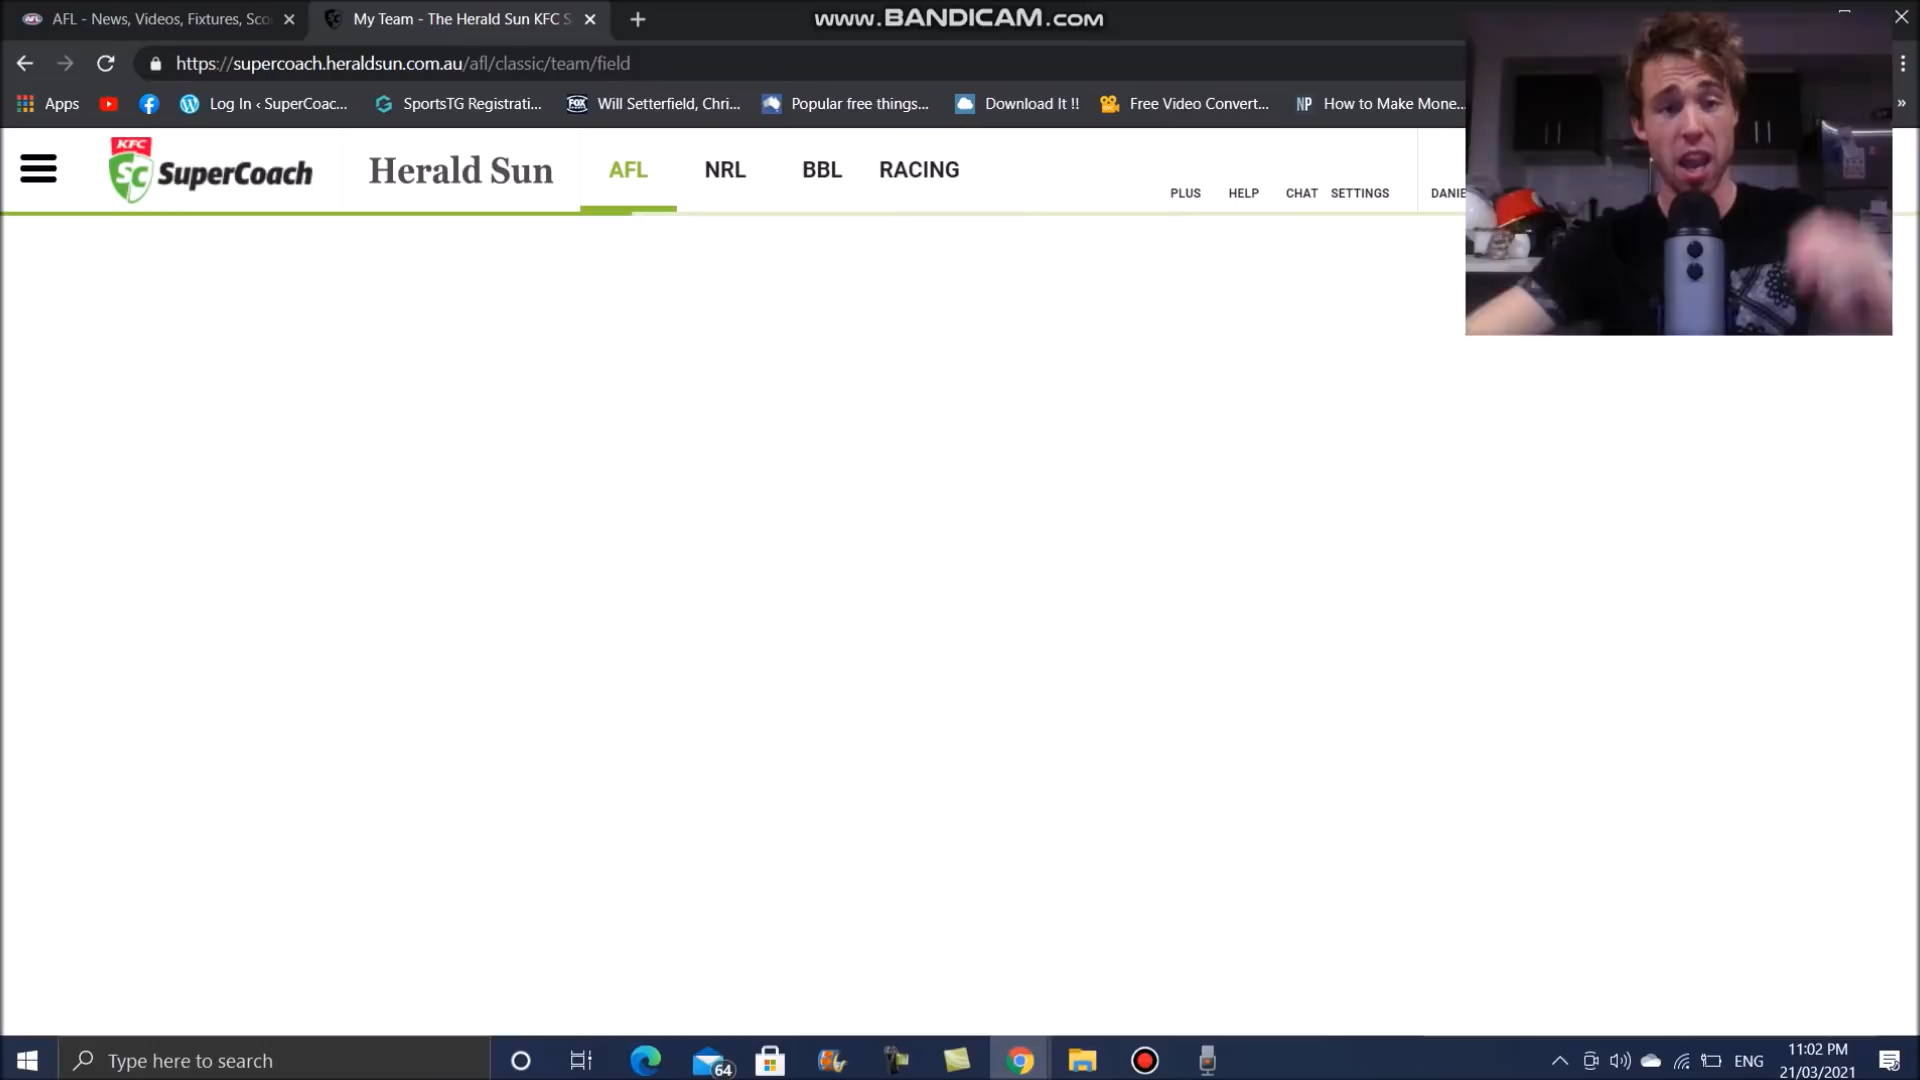 AFL - News, Videos, Fixtures, Sco
My Team - The Herald Sun KFC S
www.BANDICAM.com
https://supercoach.heraldsun.com.au/afl/classic/team/field
Apps
Log In ‹ SuperCoac...
SportsTG Registrati...
FOX
Will Setterfield, Chri...
Popular free things...
Download It !!
Free Video Convert...
NP
How to Make Mone...
»
KFC
SC
SuperCoach
Herald Sun
AFL
NRL
BBL
RACING
PLUS
HELP
CHAT
SETTINGS
DANIE
Type here to search
64
ENG
11:02 PM
21/03/2021